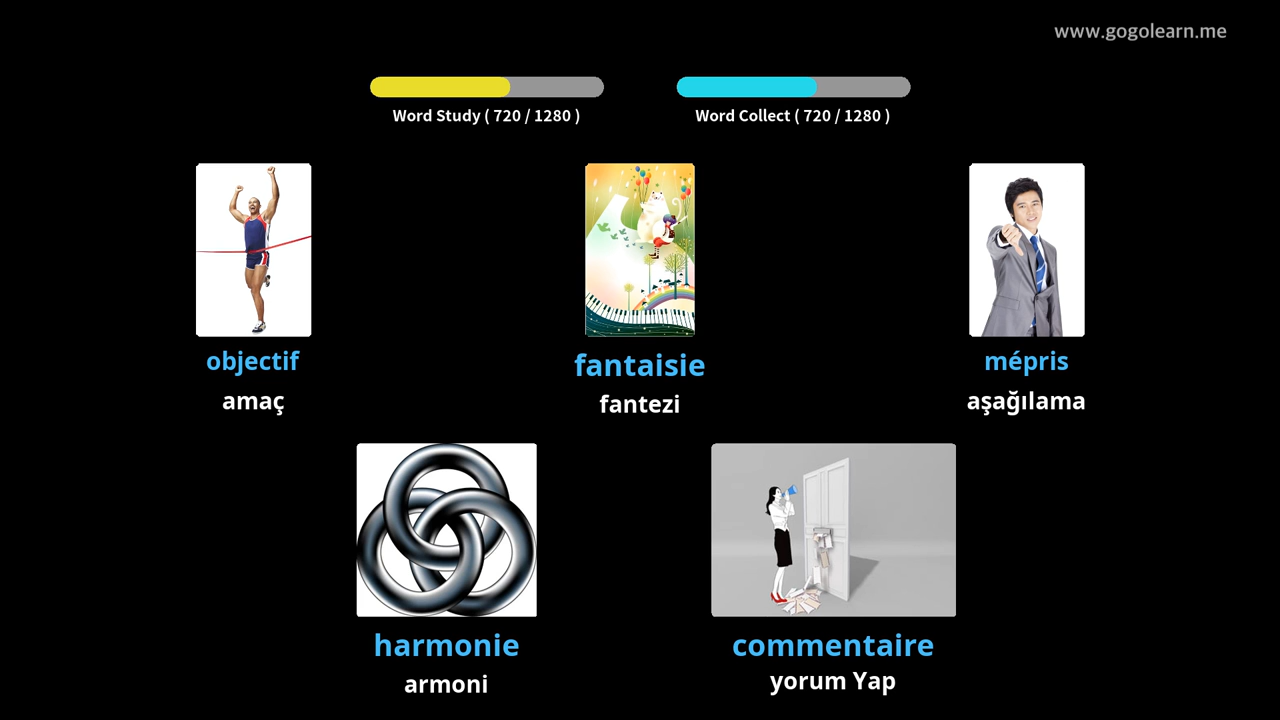 www.gogolearn.me
Word Study ( 720 / 1280 )
Word Collect ( 720 / 1280 )
objectif
amaç
fantaisie
fantezi
mépris
aşağılama
harmonie
armoni
commentaire
yorum Yap